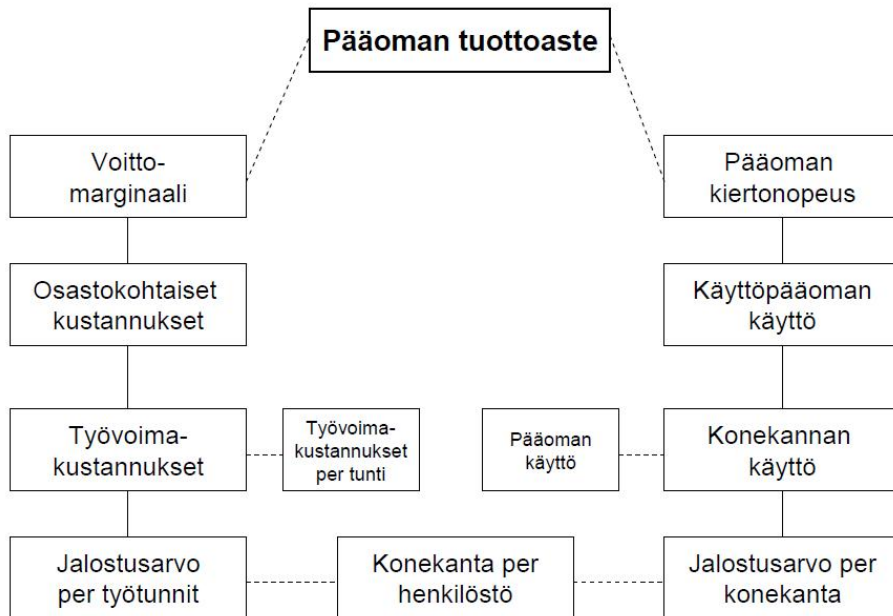 Pääoman tuottoaste
Voitto-
marginaali
Pääoman
kiertonopeus
Osastokohtaiset
kustannukset
Käyttöpääoman
käyttö
Työvoima-
kustannukset
Työvoima-
kustannukset
per tunti
Pääoman
käyttö
Konekannan
käyttö
Jalostusarvo
per työtunnit
Konekanta per
henkilöstö
Jalostusarvo per
konekanta